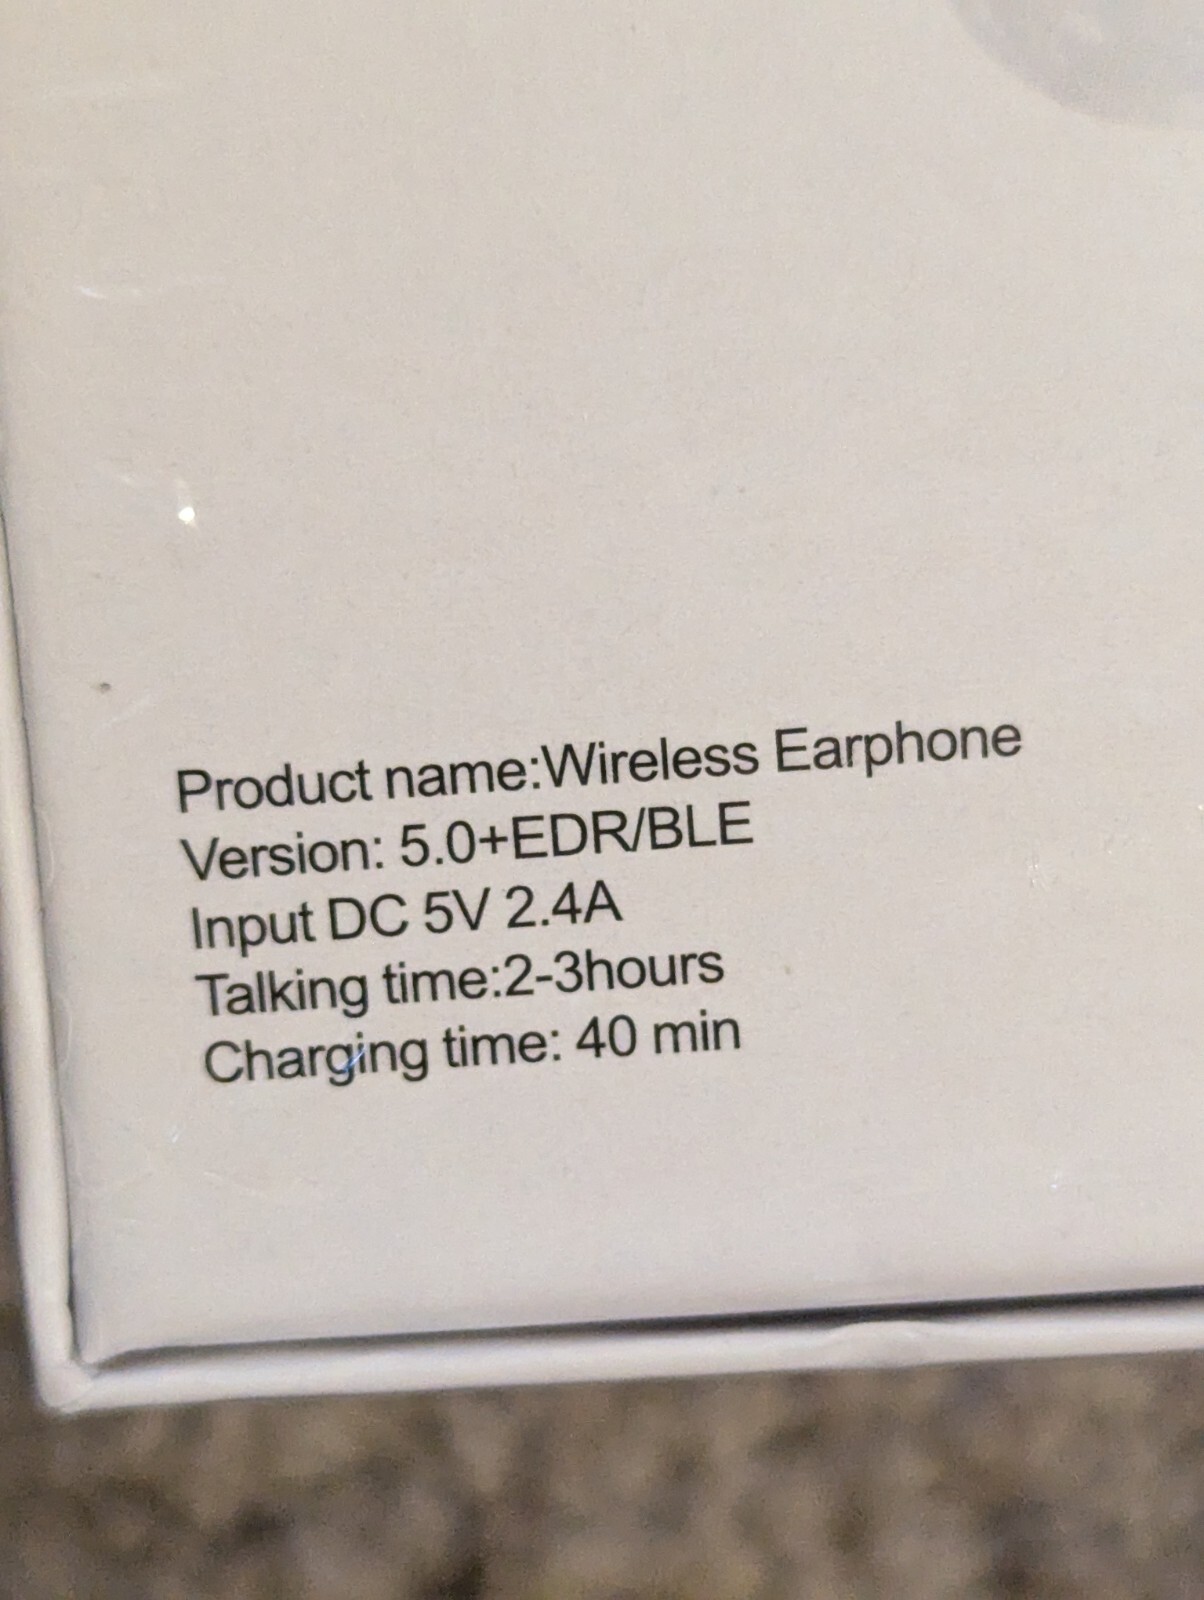 Product name:Wireless Earphone
Version: 5.0+EDR/BLE
Input DC 5V 2.4A
Talking time:2-3hours
Charging time: 40 min